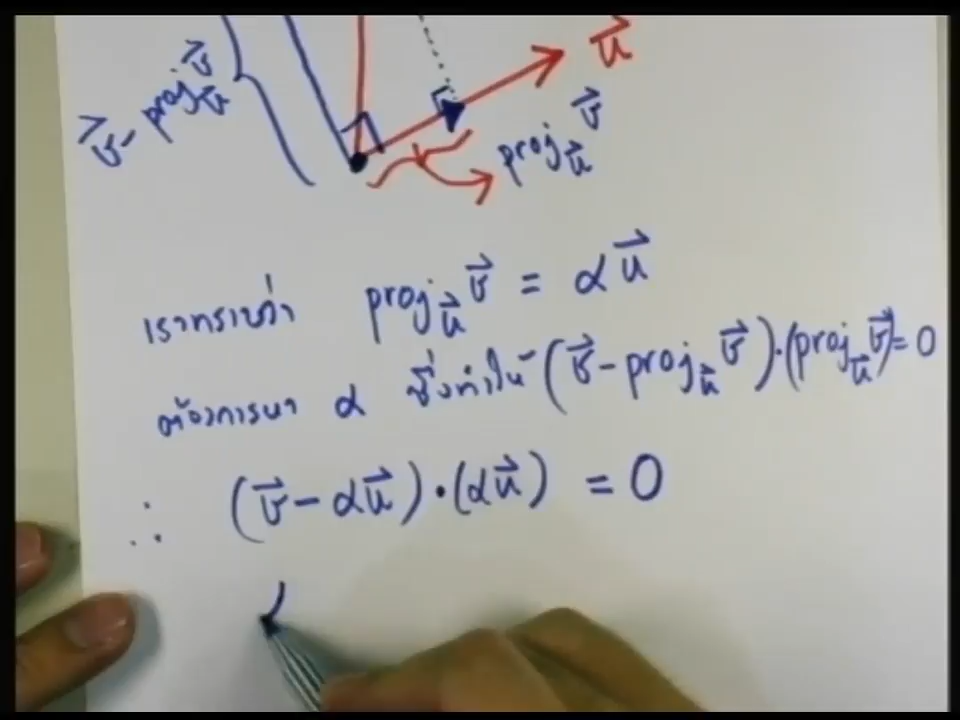 u⃗
v⃗ - proj_u⃗ v⃗
proj_u⃗ v⃗
เราทราบว่า proj_u⃗ v⃗ = αu⃗
ต้องการหา α ซึ่งทำให้ (v⃗ - proj_u⃗ v⃗)·(proj_u⃗ v⃗) = 0
∴ (v⃗ - αu⃗)·(αu⃗) = 0